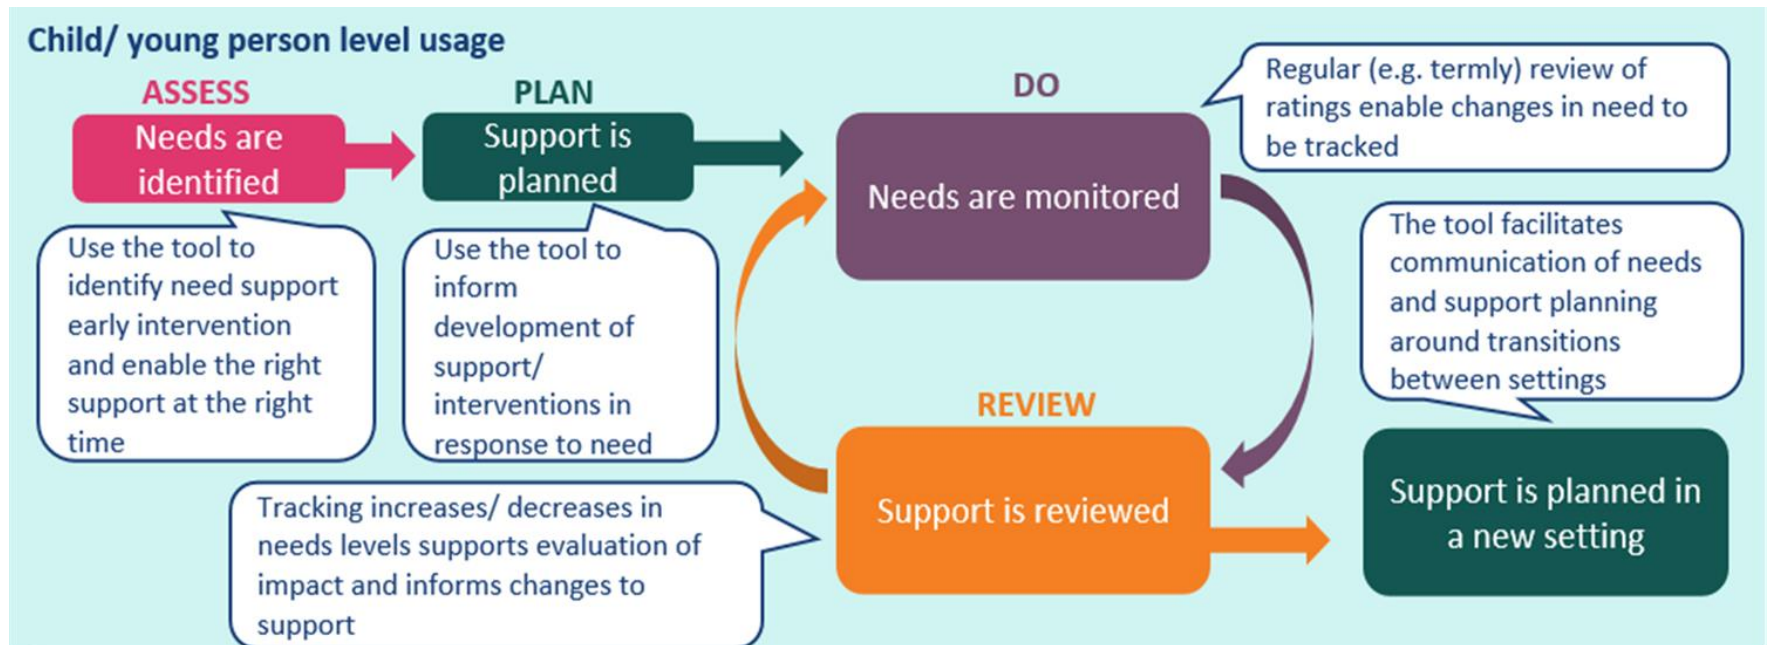 Child/ young person level usage
ASSESS
Needs are
identified
Use the tool to
identify need support
early intervention
and enable the right
support at the right
time
PLAN
Support is
planned
Use the tool to
inform
development of
support/
interventions in
response to need
DO
Needs are monitored
Regular (e.g. termly) review of
ratings enable changes in need to
be tracked
REVIEW
Support is reviewed
Tracking increases/ decreases in
needs levels supports evaluation of
impact and informs changes to
support
The tool facilitates
communication of needs
and support planning
around transitions
between settings
Support is planned in
a new setting